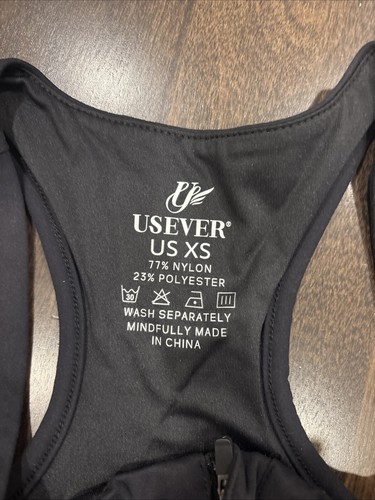 USEVER®
US XS
77% NYLON
23% POLYESTER
30
WASH SEPARATELY
MINDFULLY MADE
IN CHINA